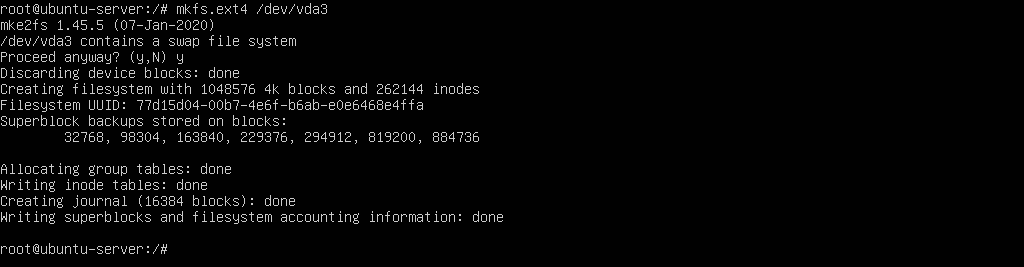 root@ubuntu-server:/# mkfs.ext4 /dev/vda3
mke2fs 1.45.5 (07-Jan-2020)
/dev/vda3 contains a swap file system
Proceed anyway? (y,N) y
Discarding device blocks: done
Creating filesystem with 1048576 4k blocks and 262144 inodes
Filesystem UUID: 77d15d04-00b7-4e6f-b6ab-e0e6468e4ffa
Superblock backups stored on blocks:
        32768, 98304, 163840, 229376, 294912, 819200, 884736

Allocating group tables: done
Writing inode tables: done
Creating journal (16384 blocks): done
Writing superblocks and filesystem accounting information: done

root@ubuntu-server:/#